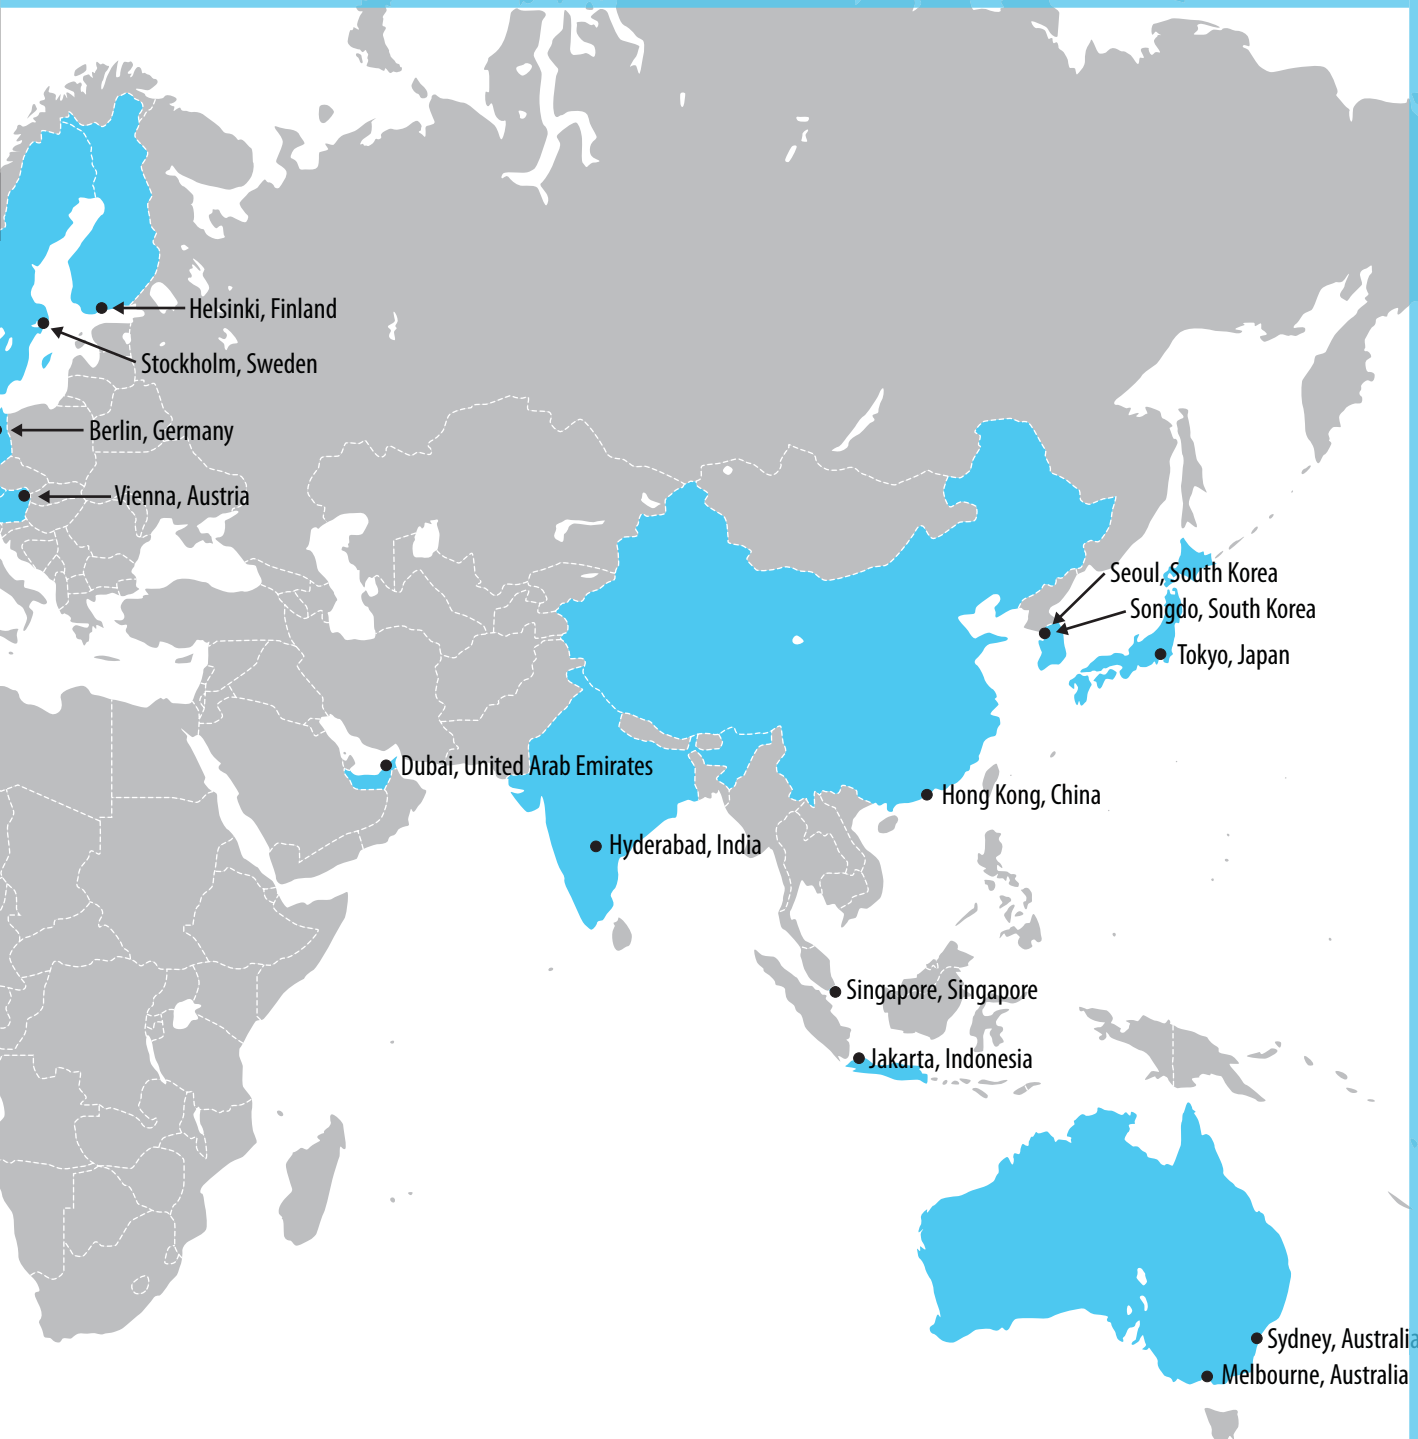 Helsinki, Finland
Stockholm, Sweden
Berlin, Germany
Vienna, Austria
Seoul, South Korea
Songdo, South Korea
Tokyo, Japan
Dubai, United Arab Emirates
Hong Kong, China
Hyderabad, India
Singapore, Singapore
Jakarta, Indonesia
Sydney, Australia
Melbourne, Australia